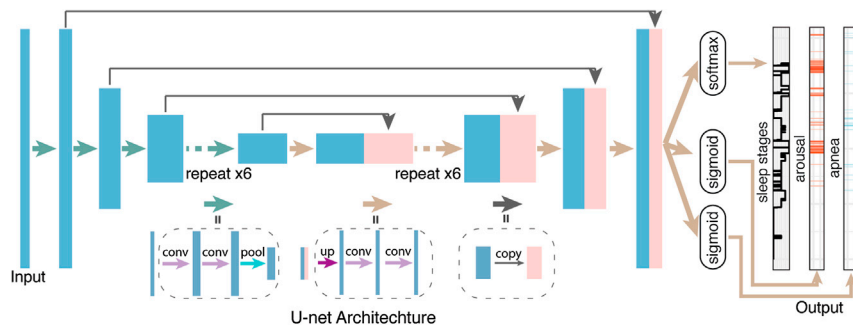 softmax
sigmoid
sigmoid
sleep stages
arousal
apnea
repeat x6
repeat x6
=
=
=
conv
conv
pool
up
conv
conv
copy
Input
Output
U-net Architechture